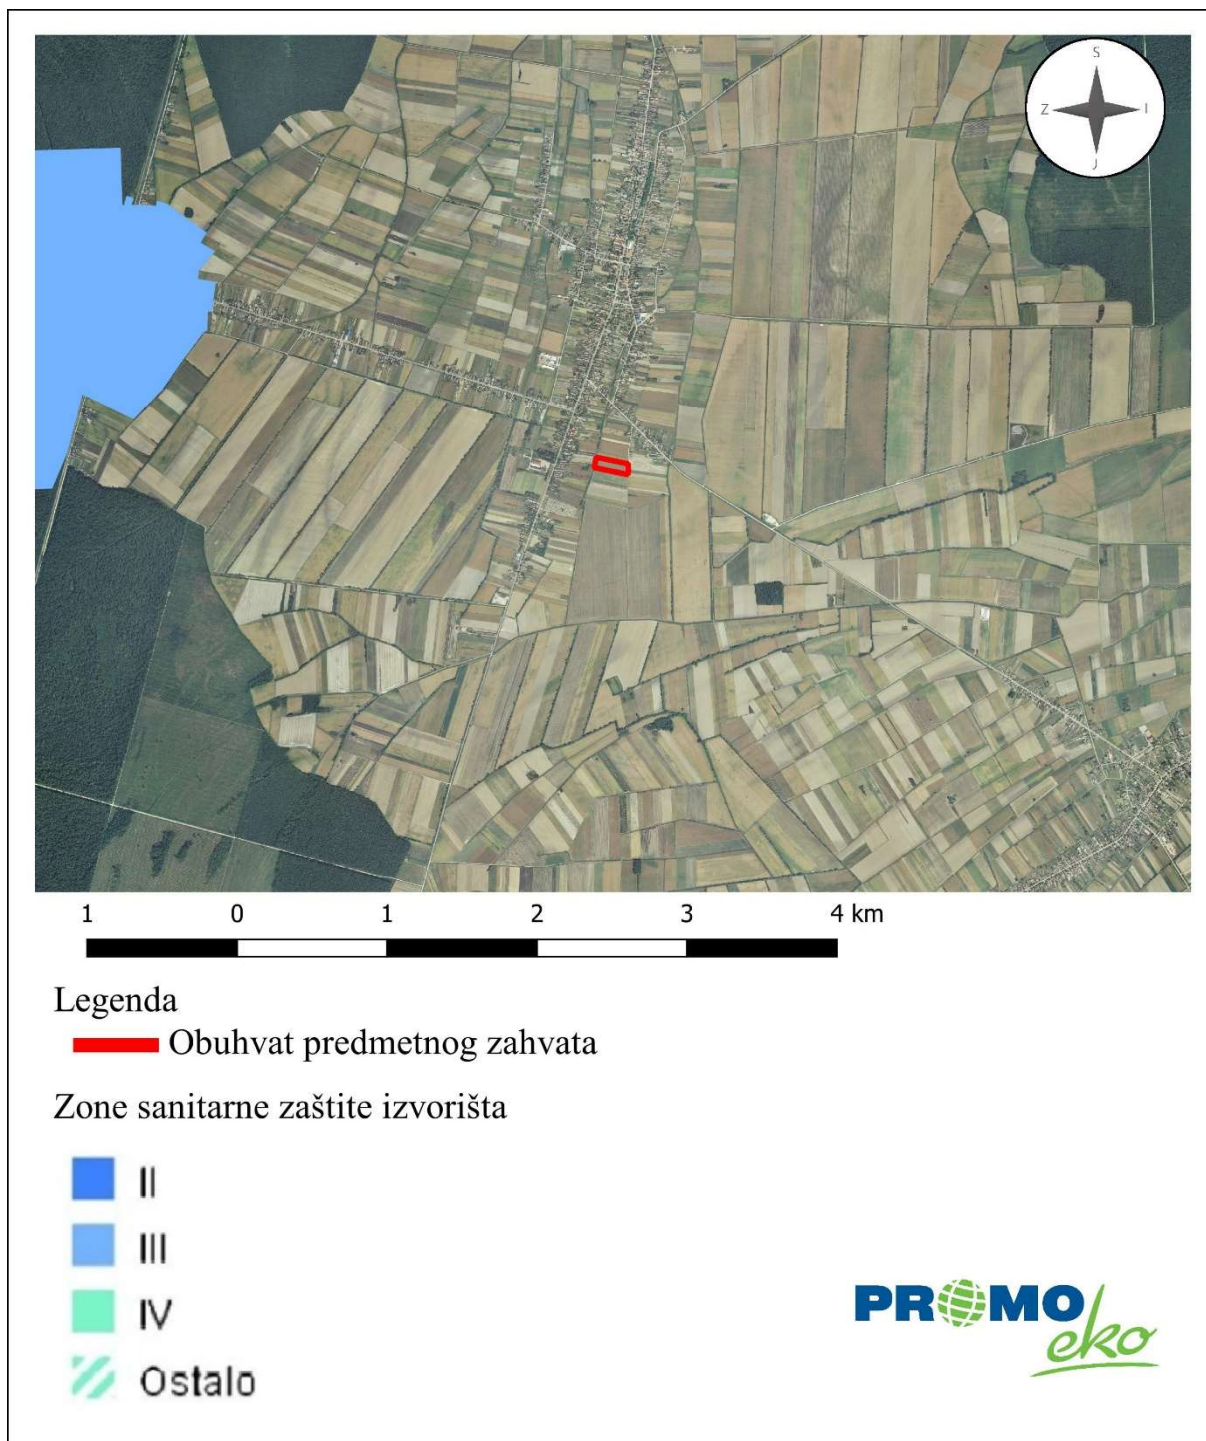 S
Z I
J
1 0 1 2 3 4 km
Legenda
Obuhvat predmetnog zahvata
Zone sanitarne zaštite izvorišta
II
III
IV
Ostalo
PROMO
eko